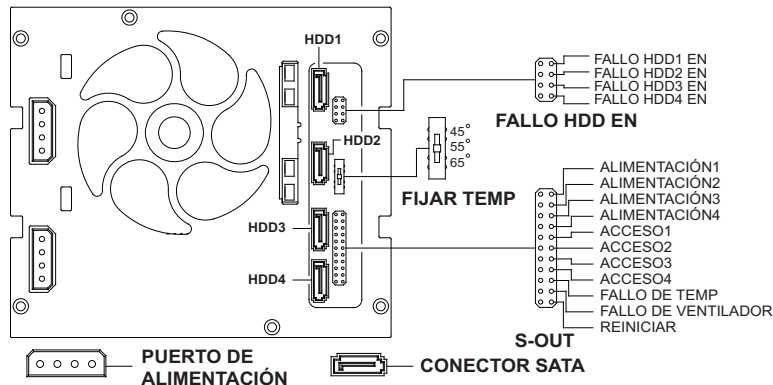 HDD1
HDD2
HDD3
HDD4
FALLO HDD1 EN
FALLO HDD2 EN
FALLO HDD3 EN
FALLO HDD4 EN
FALLO HDD EN
45°
55°
65°
FIJAR TEMP
ALIMENTACIÓN1
ALIMENTACIÓN2
ALIMENTACIÓN3
ALIMENTACIÓN4
ACCESO1
ACCESO2
ACCESO3
ACCESO4
FALLO DE TEMP
FALLO DE VENTILADOR
REINICIAR
S-OUT
PUERTO DE
ALIMENTACIÓN
CONECTOR SATA